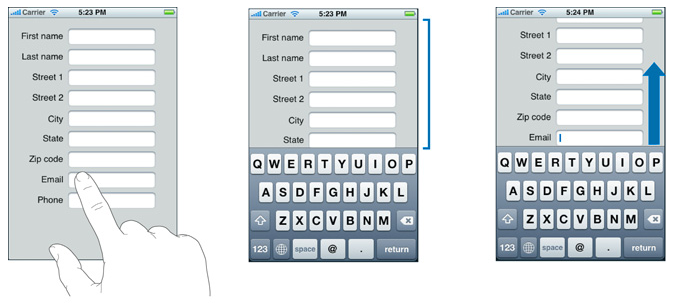 Carrier 5:23 PM
First name
Last name
Street 1
Street 2
City
State
Zip code
Email
Phone
Carrier 5:23 PM
First name
Last name
Street 1
Street 2
City
State
Q W E R T Y U I O P
A S D F G H J K L
Z X C V B N M
123 space @ . return
Carrier 5:24 PM
Street 1
Street 2
City
State
Zip code
Email
Q W E R T Y U I O P
A S D F G H J K L
Z X C V B N M
123 space @ . return